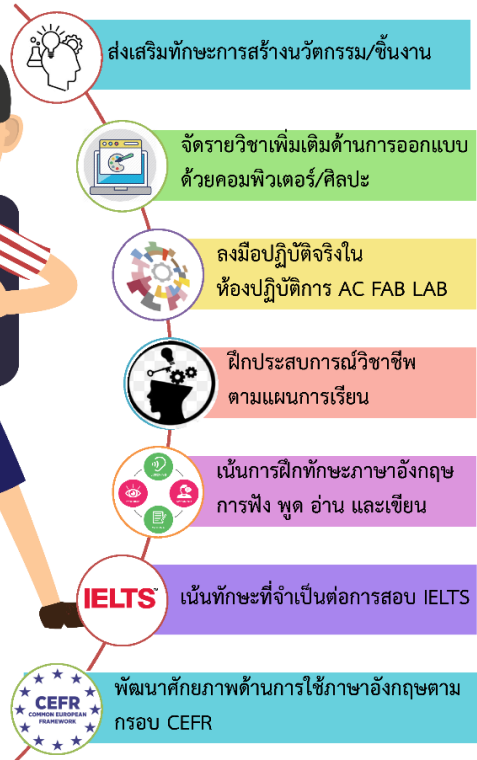 ส่งเสริมทักษะการสร้างนวัตกรรม/ชิ้นงาน
จัดรายวิชาเพิ่มเติมด้านการออกแบบ
ด้วยคอมพิวเตอร์/ศิลปะ
ลงมือปฏิบัติจริงใน
ห้องปฏิบัติการ AC FAB LAB
ฝึกประสบการณ์วิชาชีพ
ตามแผนการเรียน
เน้นการฝึกทักษะภาษาอังกฤษ
การฟัง พูด อ่าน และเขียน
IELTS™
เน้นทักษะที่จำเป็นต่อการสอบ IELTS
CEFR
COMMON EUROPEAN
FRAMEWORK
พัฒนาศักยภาพด้านการใช้ภาษาอังกฤษตาม
กรอบ CEFR